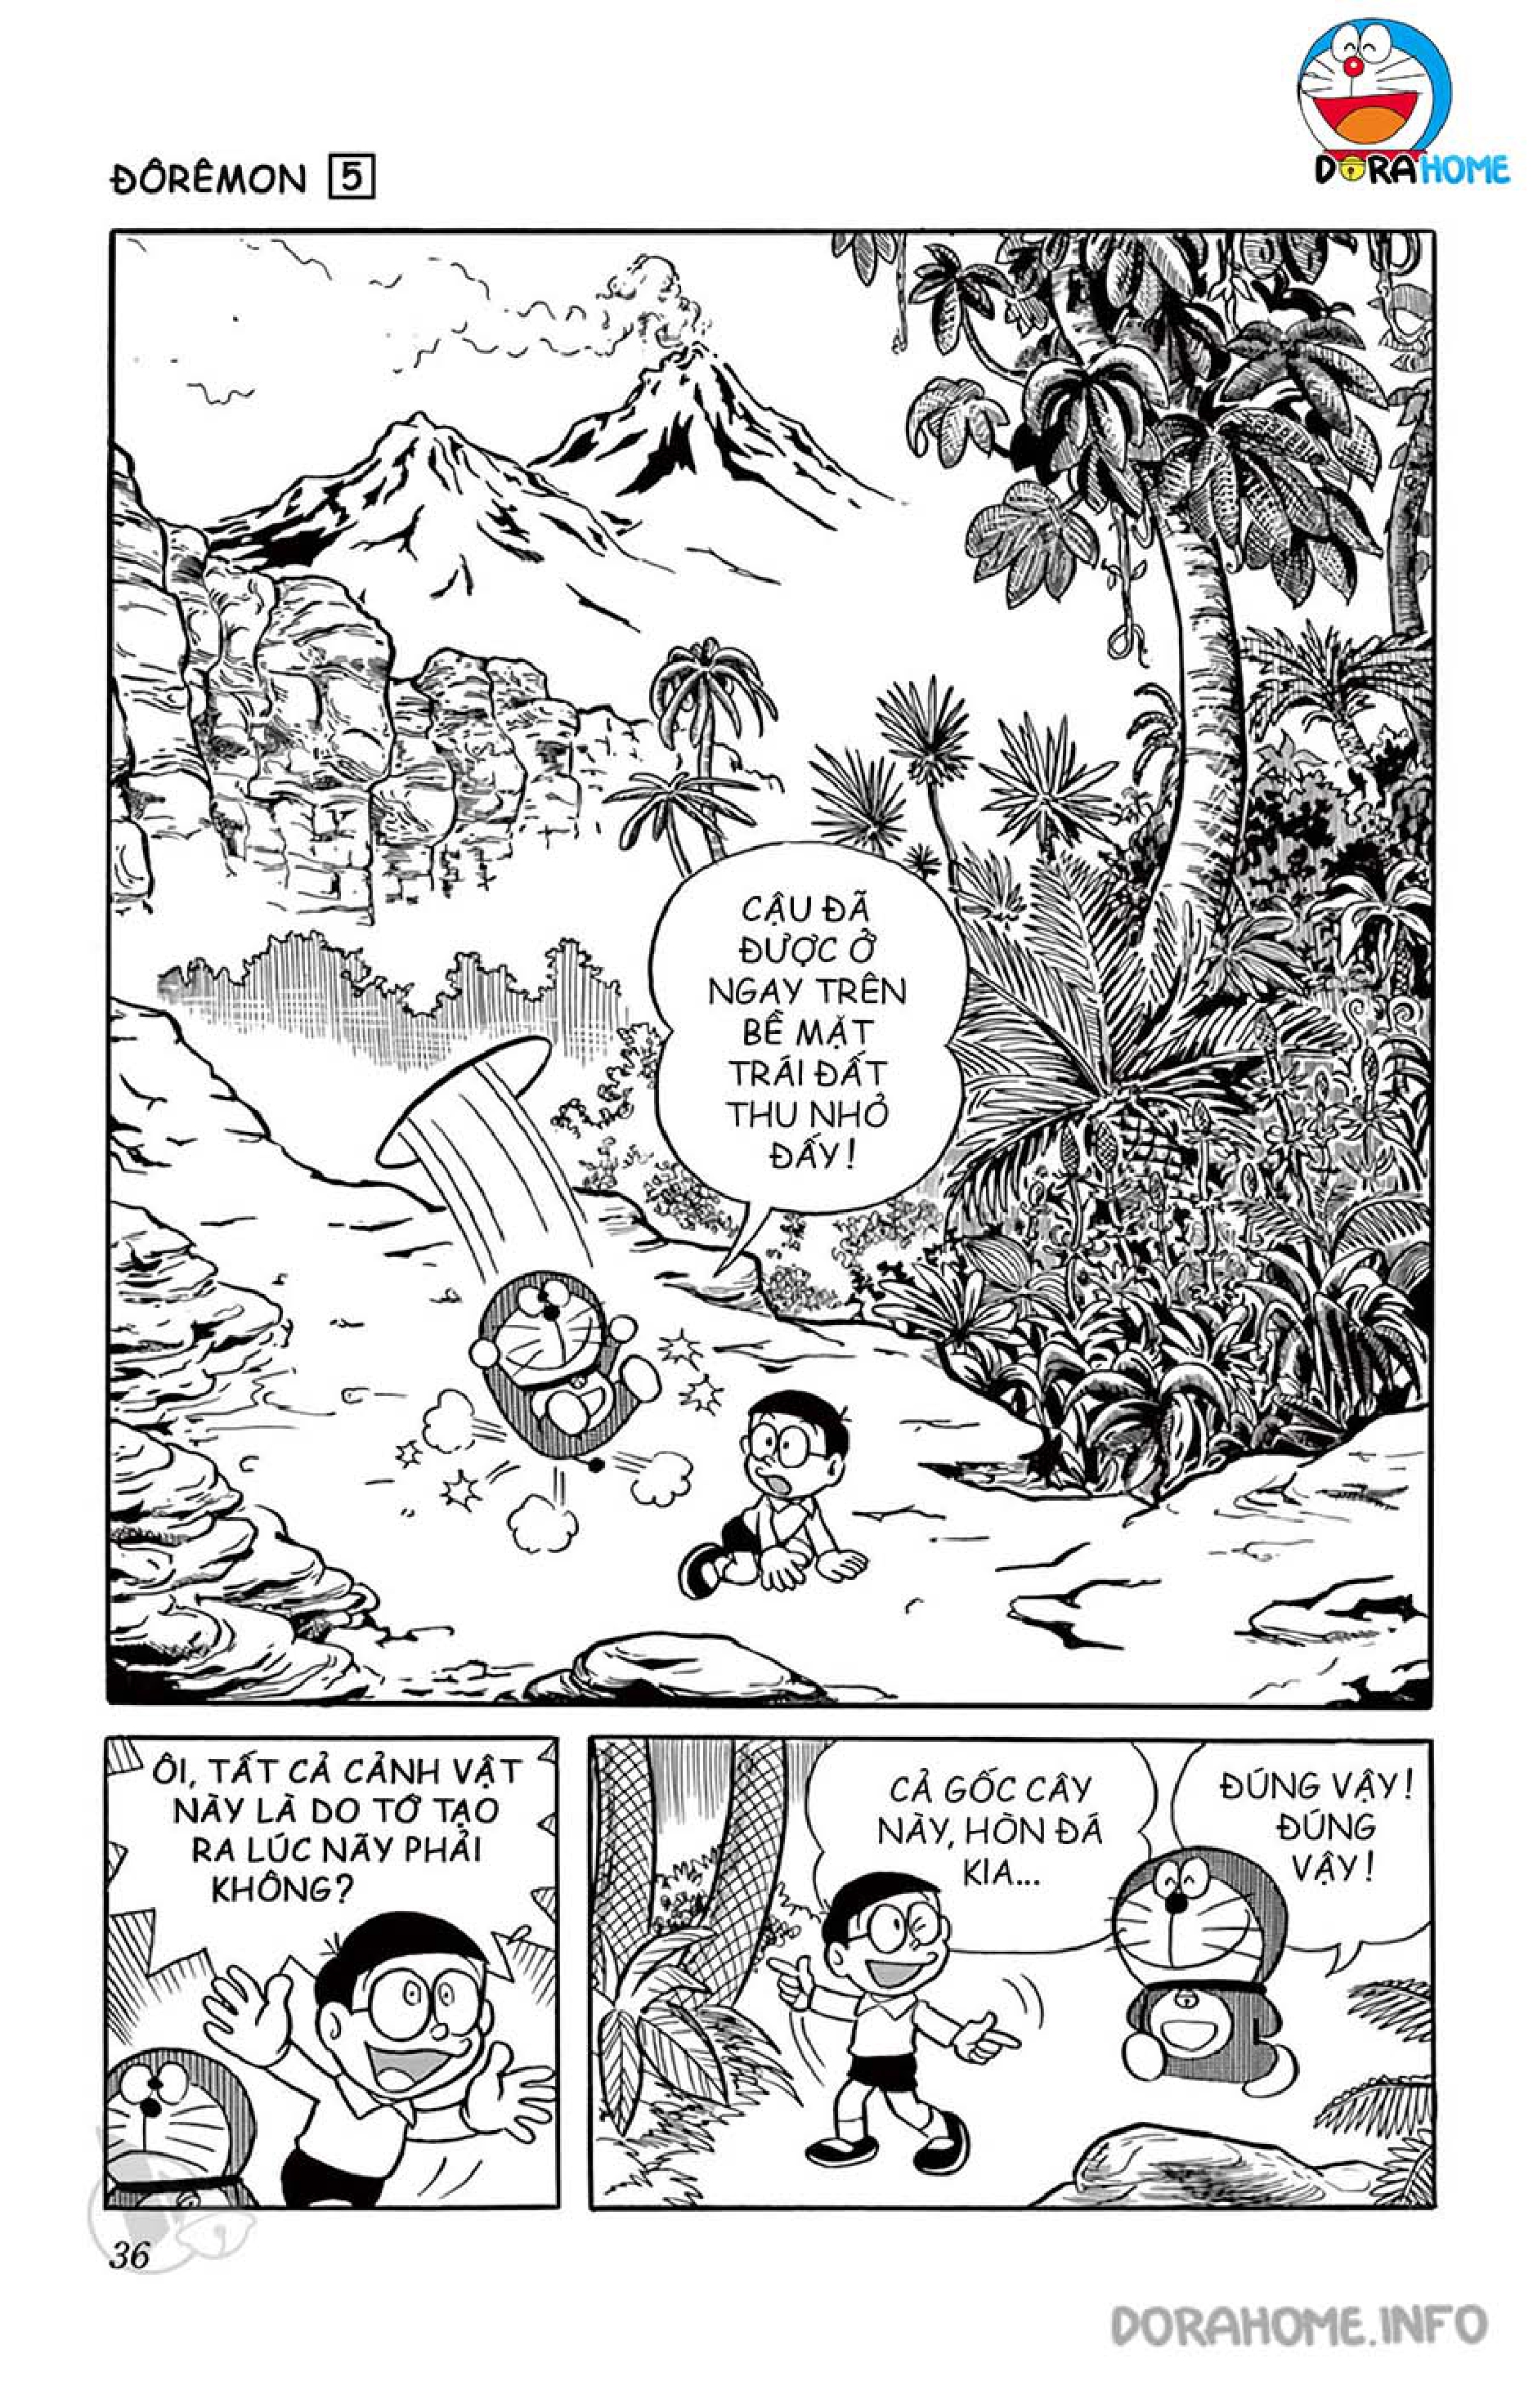 DORAHOME
ĐÔRÊMON 5
CẬU ĐÃ
ĐƯỢC Ở
NGAY TRÊN
BỀ MẶT
TRÁI ĐẤT
THU NHỎ
ĐẤY!
ÔI, TẤT CẢ CẢNH VẬT
NÀY LÀ DO TỚ TẠO
RA LÚC NÃY PHẢI
KHÔNG?
CẢ GỐC CÂY
NÀY, HÒN ĐÁ
KIA...
ĐÚNG VẬY!
ĐÚNG
VẬY!
36
DORAHOME.INFO